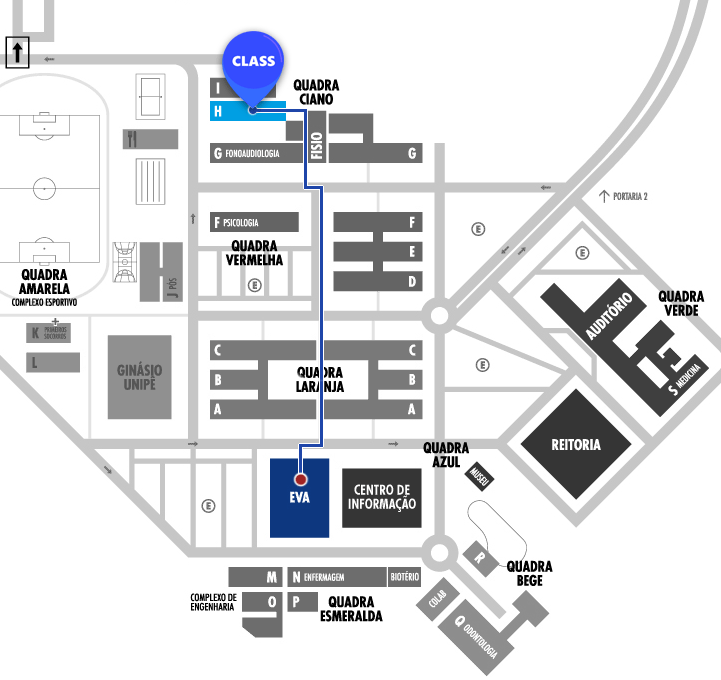 CLASS
I
QUADRA
CIANO
H
FISIO
G FONOAUDIOLOGIA
G
PORTARIA 2
F PSICOLOGIA
F
E
QUADRA
VERMELHA
E
E
E
D
QUADRA
AMARELA
COMPLEXO ESPORTIVO
J PÓS
AUDITÓRIO
QUADRA
VERDE
K PRIMEIROS
SOCORROS
L
GINÁSIO
UNIPÊ
C
C
B
QUADRA
LARANJA
B
A
A
E
S MEDICINA
QUADRA
AZUL
REITORIA
MUSEU
EVA
CENTRO DE
INFORMAÇÃO
E
R
QUADRA
BEGE
M
N ENFERMAGEM
BIOTÉRIO
COMPLEXO DE
ENGENHARIA
O
P
QUADRA
ESMERALDA
COLAB
Q ODONTOLOGIA